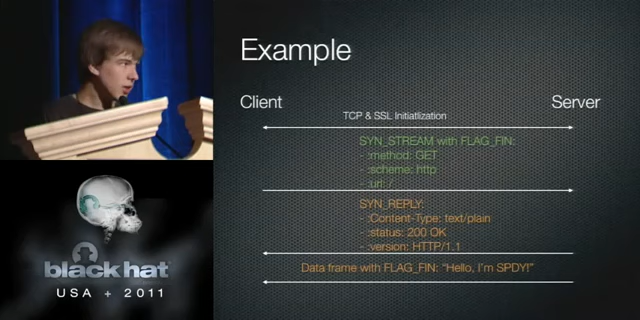 Example
Client
Server
TCP & SSL Initiatlization
SYN_STREAM with FLAG_FIN:
- :method: GET
- :scheme: http
- :url: /
SYN_REPLY:
- :Content-Type: text/plain
- :status: 200 OK
- :version: HTTP/1.1
Data frame with FLAG_FIN: "Hello, I'm SPDY!"
black hat
USA + 2011